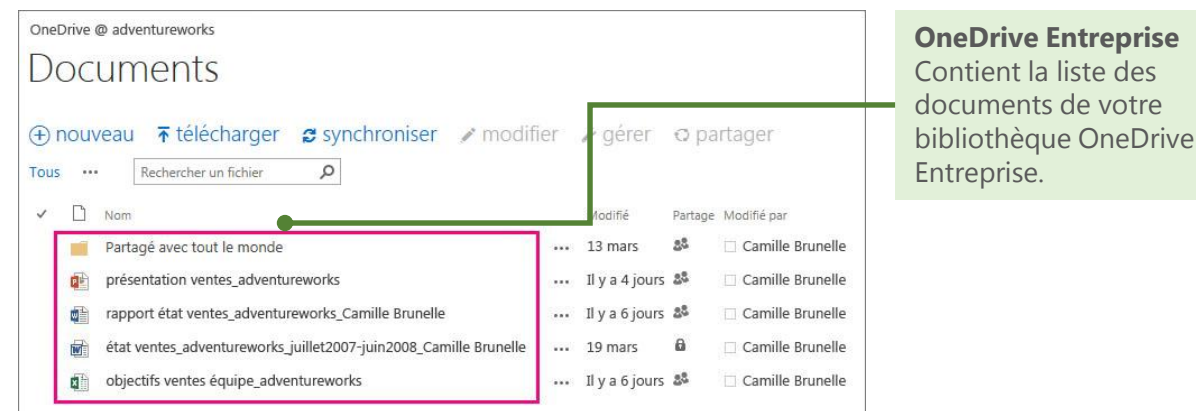 OneDrive @ adventureworks
Documents
nouveau télécharger synchroniser modifier gérer partager
Tous ... Rechercher un fichier
Nom Modifié Partage Modifié par
Partagé avec tout le monde ... 13 mars Camille Brunelle
présentation ventes_adventureworks ... Il y a 4 jours Camille Brunelle
rapport état ventes_adventureworks_Camille Brunelle ... Il y a 6 jours Camille Brunelle
état ventes_adventureworks_juillet2007-juin2008_Camille Brunelle ... 19 mars Camille Brunelle
objectifs ventes équipe_adventureworks ... Il y a 6 jours Camille Brunelle
OneDrive Entreprise
Contient la liste des
documents de votre
bibliothèque OneDrive
Entreprise.